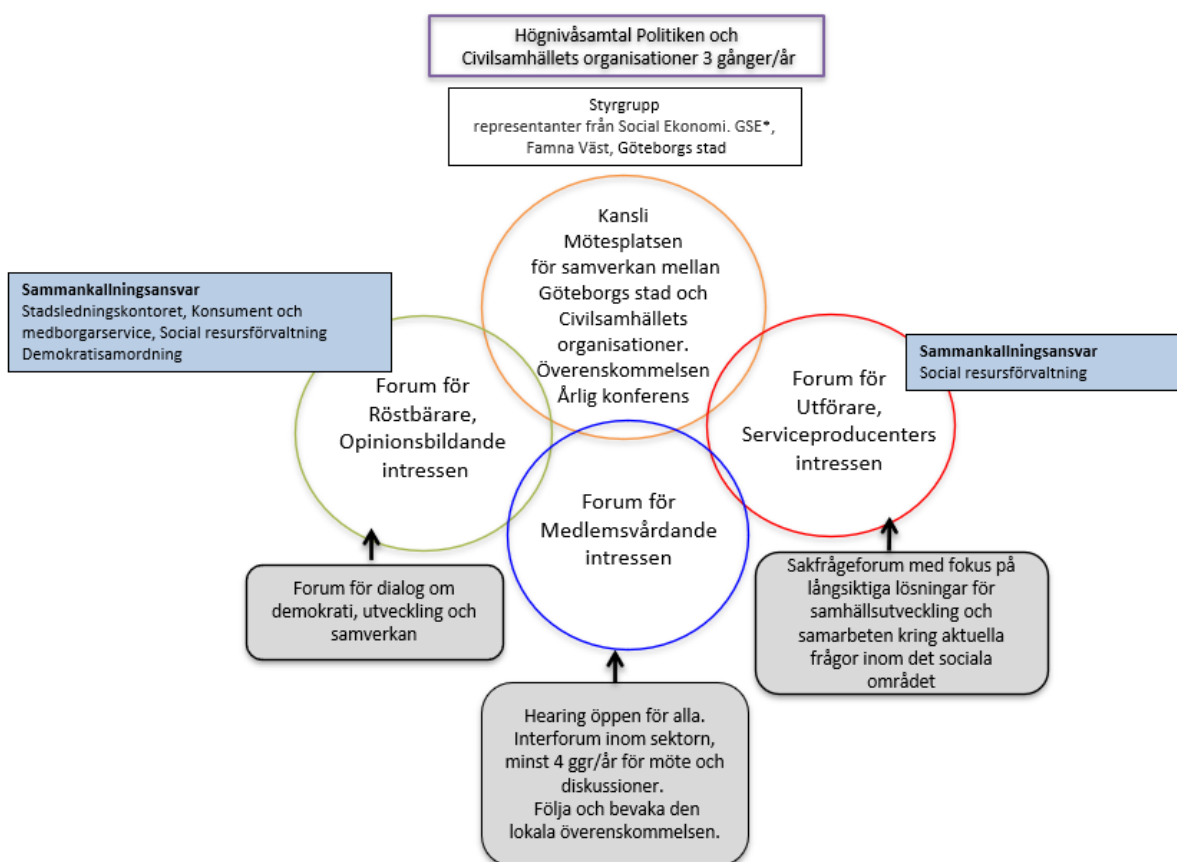 Högnivåsamtal Politiken och
Civilsamhällets organisationer 3 gånger/år
Styrgrupp
representanter från Social Ekonomi. GSE*,
Famna Väst, Göteborgs stad
Kansli
Mötesplatsen
för samverkan mellan
Göteborgs stad och
Civilsamhällets
organisationer.
Överenskommelsen
Årlig konferens
Sammankallningsansvar
Stadsledningskontoret, Konsument och
medborgarservice, Social resursförvaltning
Demokratisamordning
Forum för
Röstbärare,
Opinionsbildande
intressen
Sammankallningsansvar
Social resursförvaltning
Forum för
Utförare,
Serviceproducenters
intressen
Forum för
Medlemsvårdande
intressen
Forum för dialog om
demokrati, utveckling och
samverkan
Sakfrågeforum med fokus på
långsiktiga lösningar för
samhällsutveckling och
samarbeten kring aktuella
frågor inom det sociala
området
Hearing öppen för alla.
Interforum inom sektorn,
minst 4 ggr/år för möte och
diskussioner.
Följa och bevaka den
lokala överenskommelsen.